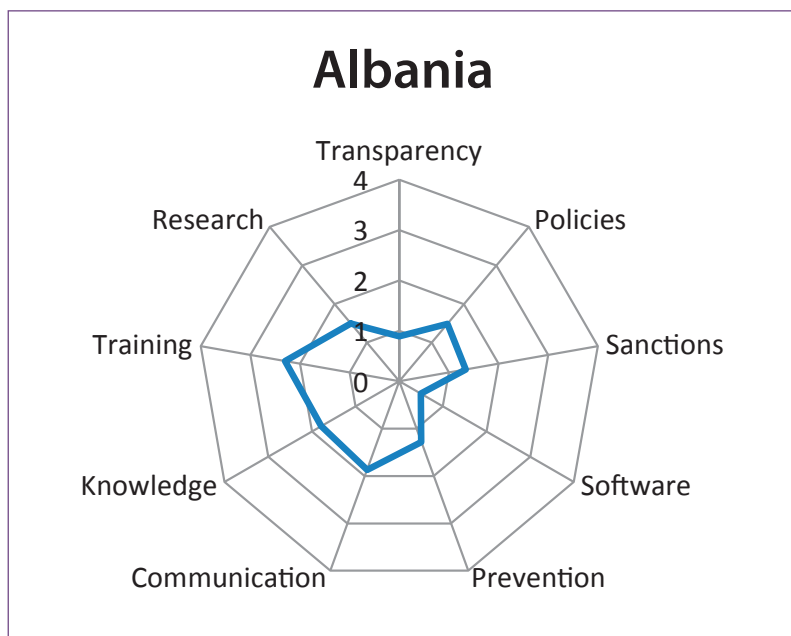 Albania
Transparency
4
Research
Policies
3
2
Training
1
Sanctions
0
Knowledge
Software
Communication
Prevention